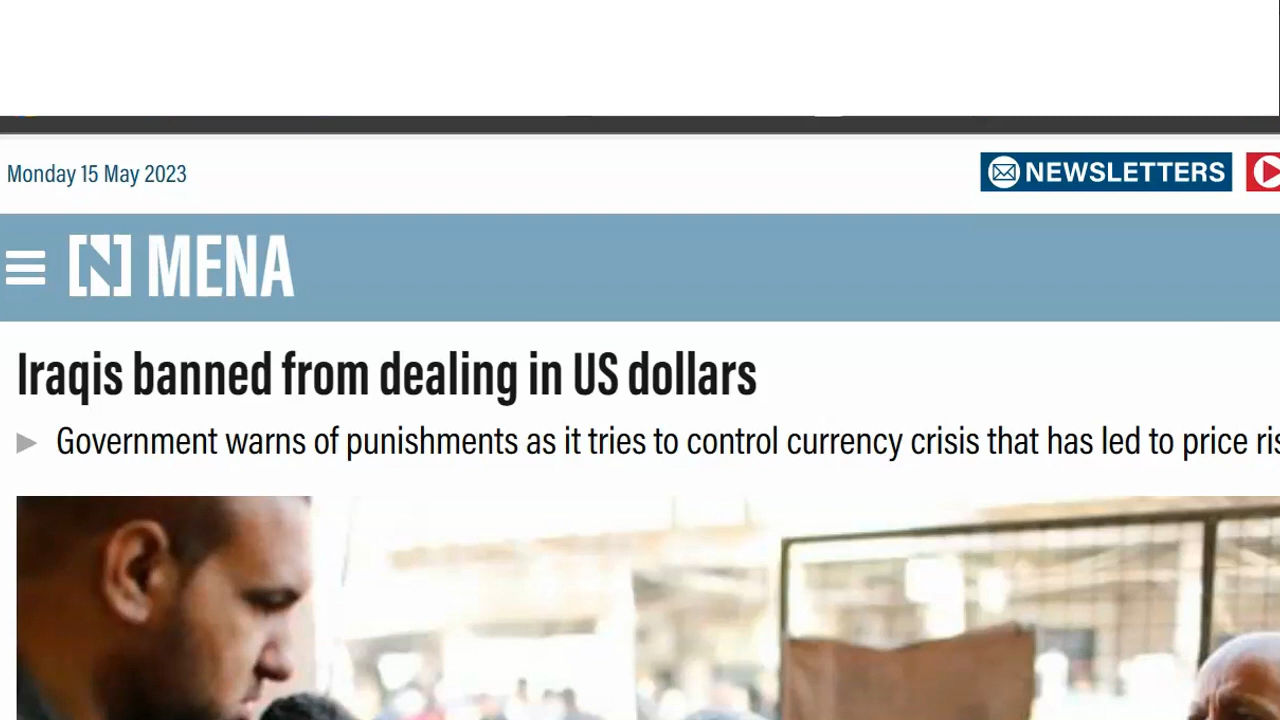 Monday 15 May 2023
NEWSLETTERS
[N] MENA
Iraqis banned from dealing in US dollars
Government warns of punishments as it tries to control currency crisis that has led to price